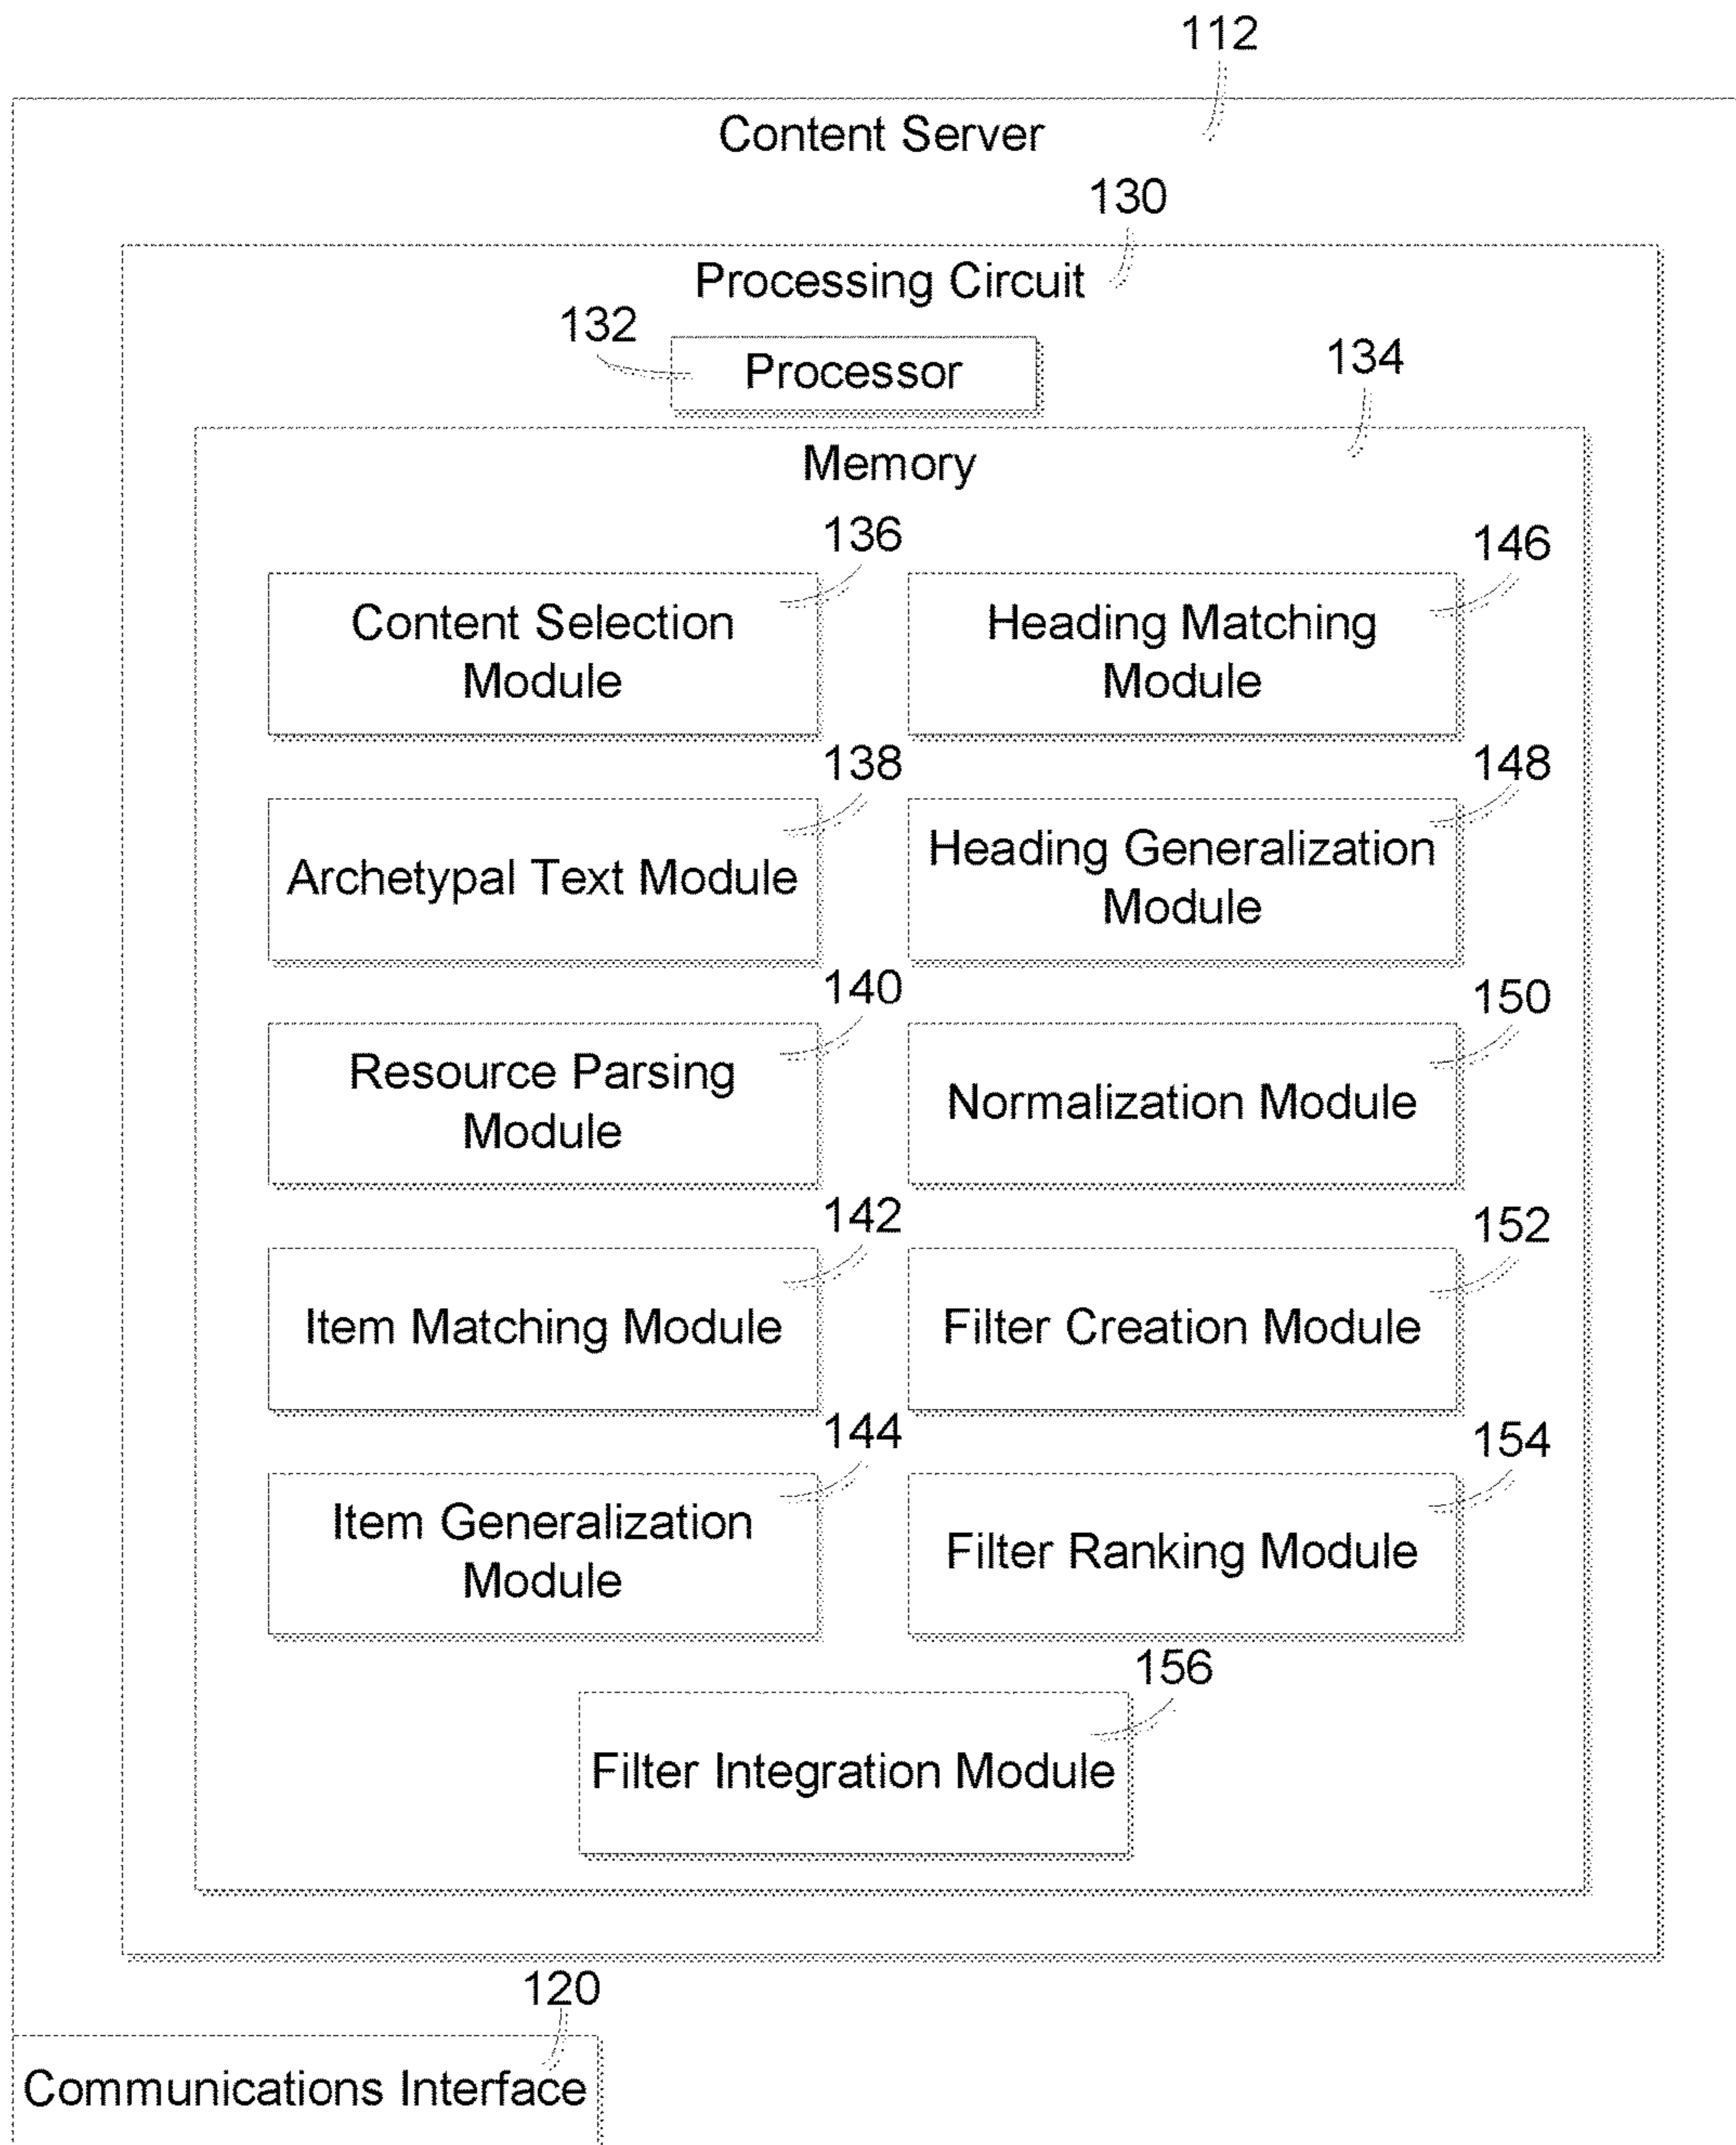 112
Content Server
130
Processing Circuit
132
Processor
134
Memory
136
Content Selection
Module
146
Heading Matching
Module
138
Archetypal Text Module
148
Heading Generalization
Module
140
Resource Parsing
Module
150
Normalization Module
142
Item Matching Module
152
Filter Creation Module
144
Item Generalization
Module
154
Filter Ranking Module
156
Filter Integration Module
120
Communications Interface